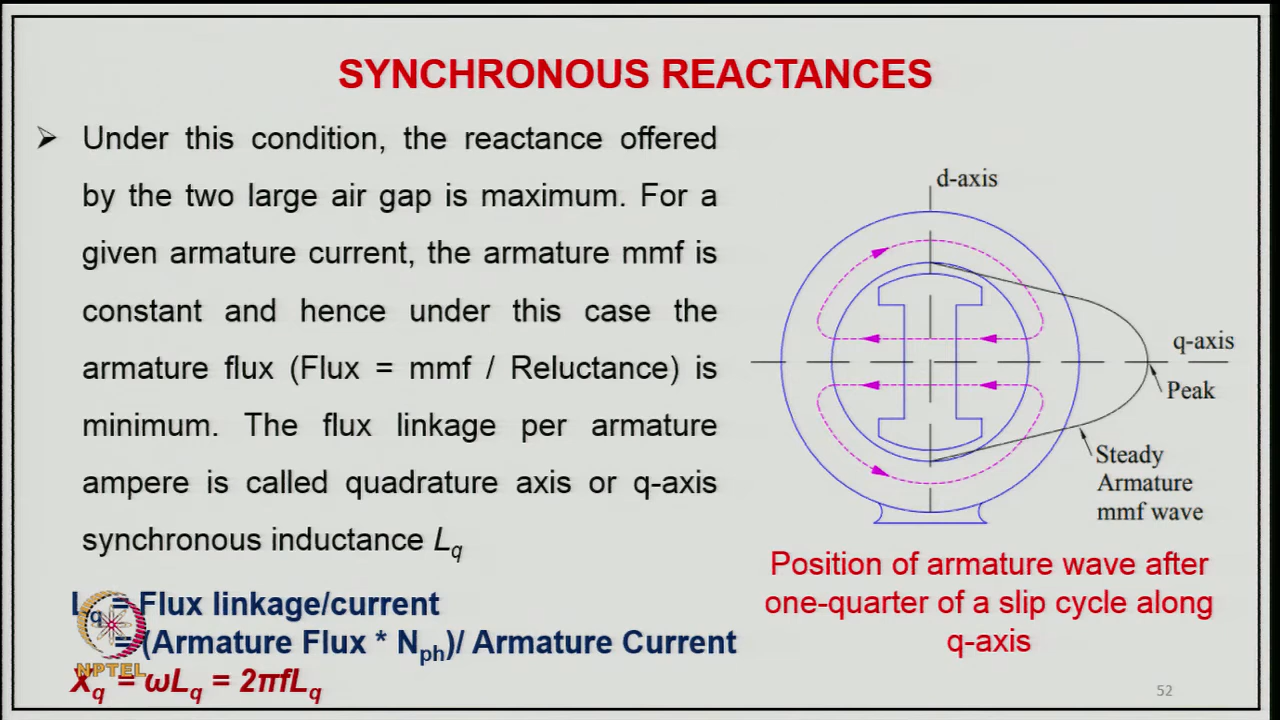 SYNCHRONOUS REACTANCES
➢ Under this condition, the reactance offered
by the two large air gap is maximum. For a
given armature current, the armature mmf is
constant and hence under this case the
armature flux (Flux = mmf / Reluctance) is
minimum. The flux linkage per armature
ampere is called quadrature axis or q-axis
synchronous inductance Lq
Lq = Flux linkage/current
= (Armature Flux * Nph)/ Armature Current
Xq = ωLq = 2πfLq
NPTEL
d-axis
q-axis
Peak
Steady
Armature
mmf wave
Position of armature wave after
one-quarter of a slip cycle along
q-axis
52